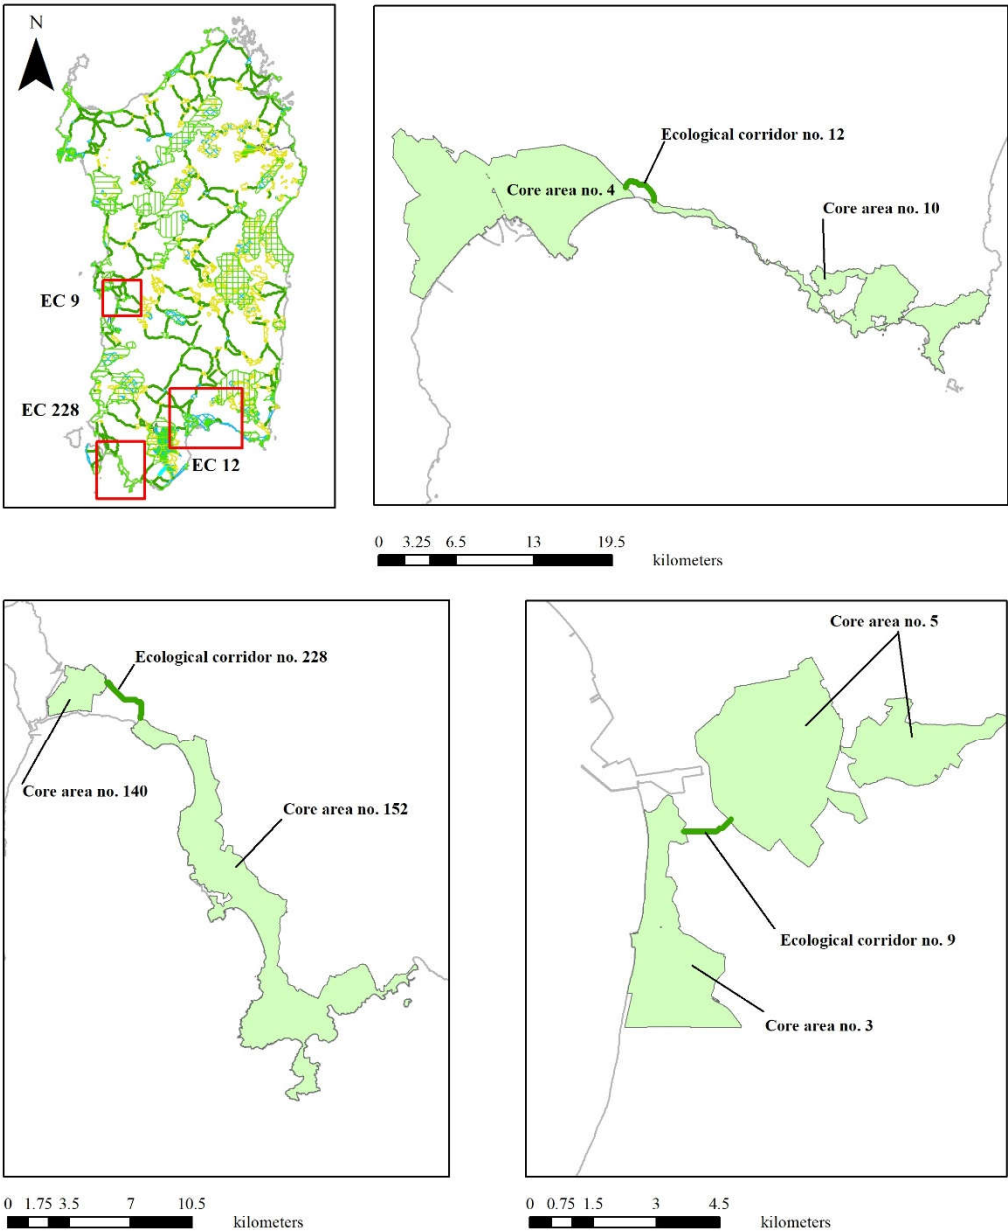 N
EC 9
EC 228
EC 12
Ecological corridor no. 12
Core area no. 4
Core area no. 10
0 3.25 6.5 13 19.5
kilometers
Ecological corridor no. 228
Core area no. 140
Core area no. 152
0 1.75 3.5 7 10.5
kilometers
Core area no. 5
Ecological corridor no. 9
Core area no. 3
0 0.75 1.5 3 4.5
kilometers